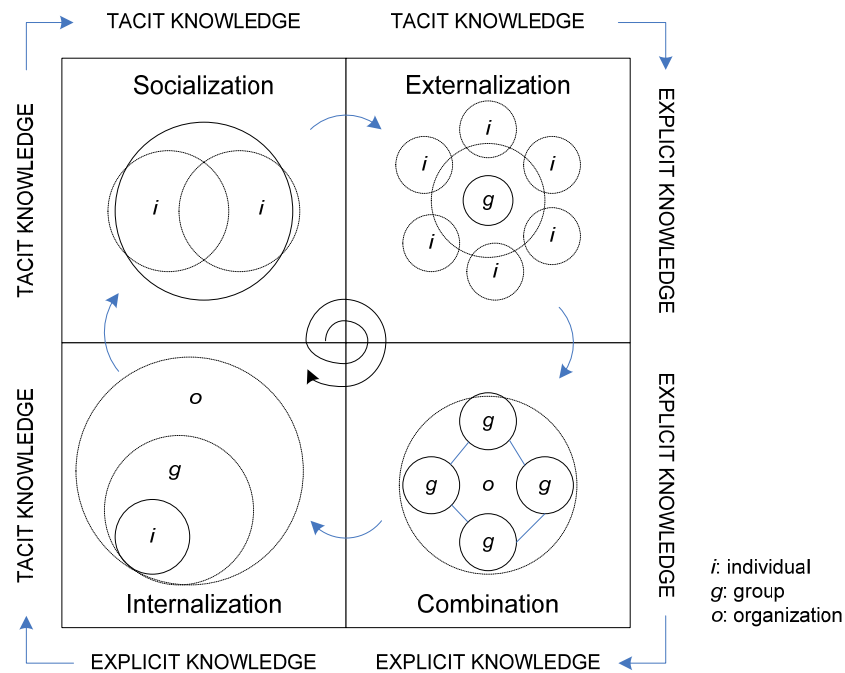 TACIT KNOWLEDGE
TACIT KNOWLEDGE
TACIT KNOWLEDGE
EXPLICIT KNOWLEDGE
Socialization
i
i
Externalization
i
i
i
g
i
i
i
TACIT KNOWLEDGE
EXPLICIT KNOWLEDGE
o
g
i
Internalization
g
g
o
g
g
Combination
EXPLICIT KNOWLEDGE
EXPLICIT KNOWLEDGE
i: individual
g: group
o: organization